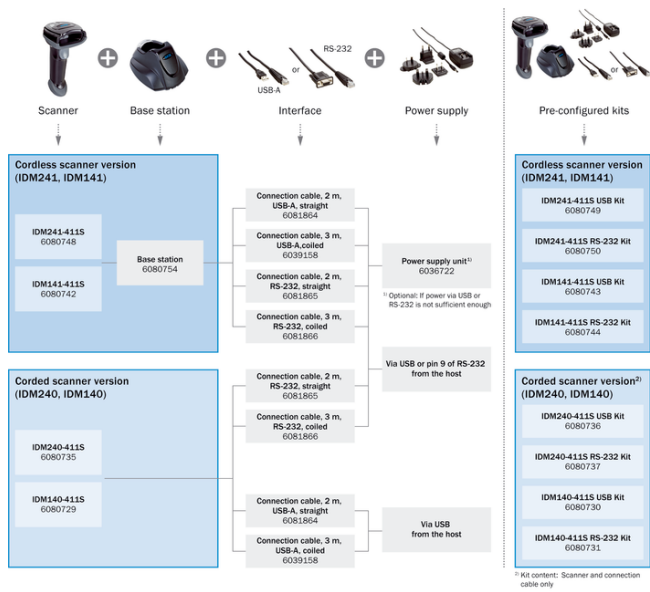 RS-232
or
USB-A
or
Scanner
Base station
Interface
Power supply
Pre-configured kits
Cordless scanner version
(IDM241, IDM141)
IDM241-411S
6080748
IDM141-411S
6080742
Base station
6080754
Connection cable, 2 m,
USB-A, straight
6081864
Connection cable, 3 m,
USB-A,coiled
6039158
Connection cable, 2 m,
RS-232, straight
6081865
Connection cable, 3 m,
RS-232, coiled
6081866
Power supply unit1)
6036722
1) Optional: If power via USB or
RS-232 is not sufficient enough
Via USB or pin 9 of RS-232
from the host
Cordless scanner version
(IDM241, IDM141)
IDM241-411S USB Kit
6080749
IDM241-411S RS-232 Kit
6080750
IDM141-411S USB Kit
6080743
IDM141-411S RS-232 Kit
6080744
Corded scanner version
(IDM240, IDM140)
IDM240-411S
6080735
IDM140-411S
6080729
Connection cable, 2 m,
RS-232, straight
6081865
Connection cable, 3 m,
RS-232, coiled
6081866
Connection cable, 2 m,
USB-A, straight
6081864
Connection cable, 3 m,
USB-A, coiled
6039158
Via USB
from the host
Corded scanner version2)
(IDM240, IDM140)
IDM240-411S USB Kit
6080736
IDM240-411S RS-232 Kit
6080737
IDM140-411S USB Kit
6080730
IDM140-411S RS-232 Kit
6080731
2) Kit content: Scanner and connection
cable only